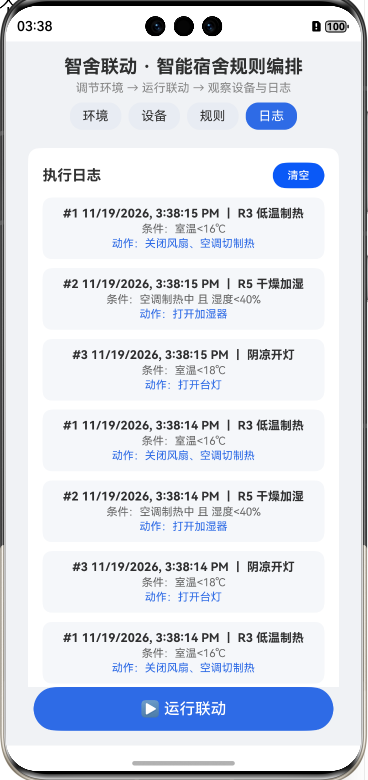 03:38
100
智舍联动 · 智能宿舍规则编排
调节环境 → 运行联动 → 观察设备与日志
环境 设备 规则 日志
执行日志 清空
#1 11/19/2026, 3:38:15 PM | R3 低温制热
条件：室温<16℃
动作：关闭风扇、空调切制热
#2 11/19/2026, 3:38:15 PM | R5 干燥加湿
条件：空调制热中 且 湿度<40%
动作：打开加湿器
#3 11/19/2026, 3:38:15 PM | 阴凉开灯
条件：室温<18℃
动作：打开台灯
#1 11/19/2026, 3:38:14 PM | R3 低温制热
条件：室温<16℃
动作：关闭风扇、空调切制热
#2 11/19/2026, 3:38:14 PM | R5 干燥加湿
条件：空调制热中 且 湿度<40%
动作：打开加湿器
#3 11/19/2026, 3:38:14 PM | 阴凉开灯
条件：室温<18℃
动作：打开台灯
#1 11/19/2026, 3:38:14 PM | R3 低温制热
条件：室温<16℃
动作：关闭风扇、空调切制热
运行联动